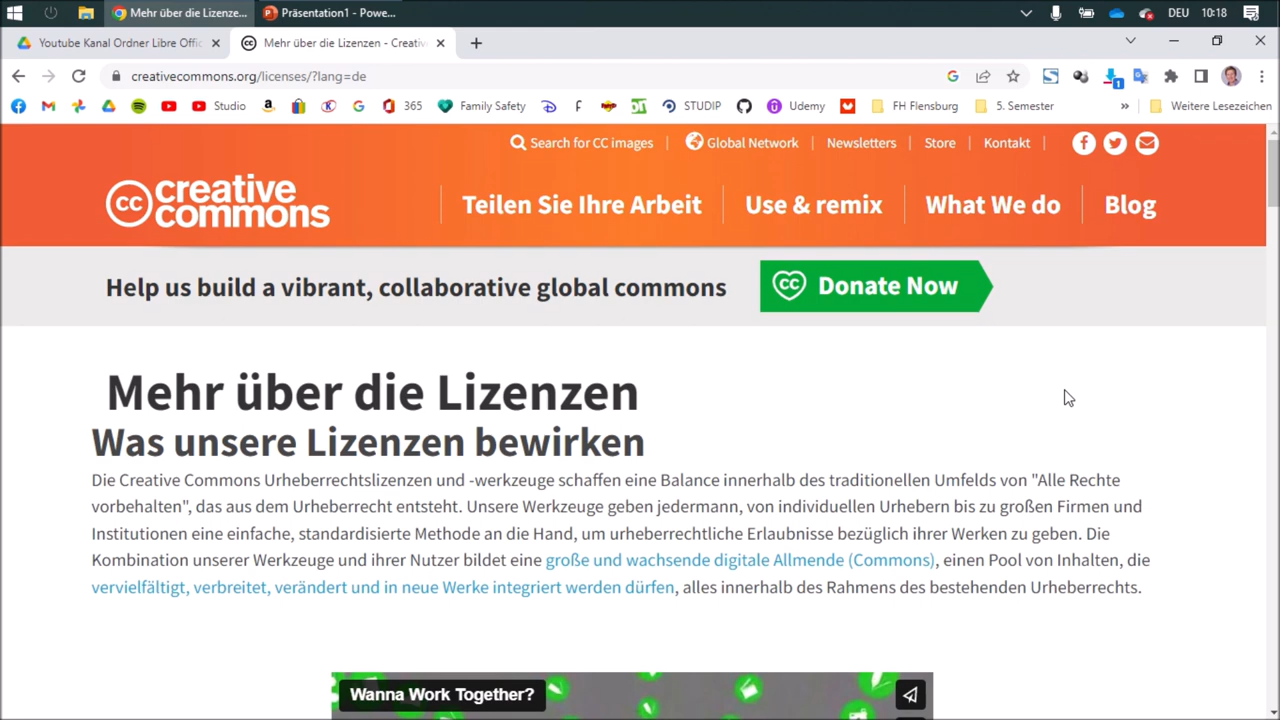 Mehr über die Lizenze...
Präsentation1 - Powe...
DEU
10:18
Youtube Kanal Ordner Libre Offic
Mehr über die Lizenzen - Creativ
creativecommons.org/licenses/?lang=de
Studio
365
Family Safety
STUDIP
Udemy
FH Flensburg
5. Semester
»
Weitere Lesezeichen
Search for CC images
Global Network
Newsletters
Store
Kontakt
cc creative commons
Teilen Sie Ihre Arbeit
Use & remix
What We do
Blog
Help us build a vibrant, collaborative global commons
cc Donate Now
Mehr über die Lizenzen
Was unsere Lizenzen bewirken
Die Creative Commons Urheberrechtslizenzen und -werkzeuge schaffen eine Balance innerhalb des traditionellen Umfelds von "Alle Rechte
vorbehalten", das aus dem Urheberrecht entsteht. Unsere Werkzeuge geben jedermann, von individuellen Urhebern bis zu großen Firmen und
Institutionen eine einfache, standardisierte Methode an die Hand, um urheberrechtliche Erlaubnisse bezüglich ihrer Werken zu geben. Die
Kombination unserer Werkzeuge und ihrer Nutzer bildet eine große und wachsende digitale Allmende (Commons), einen Pool von Inhalten, die
vervielfältigt, verbreitet, verändert und in neue Werke integriert werden dürfen, alles innerhalb des Rahmens des bestehenden Urheberrechts.
Wanna Work Together?